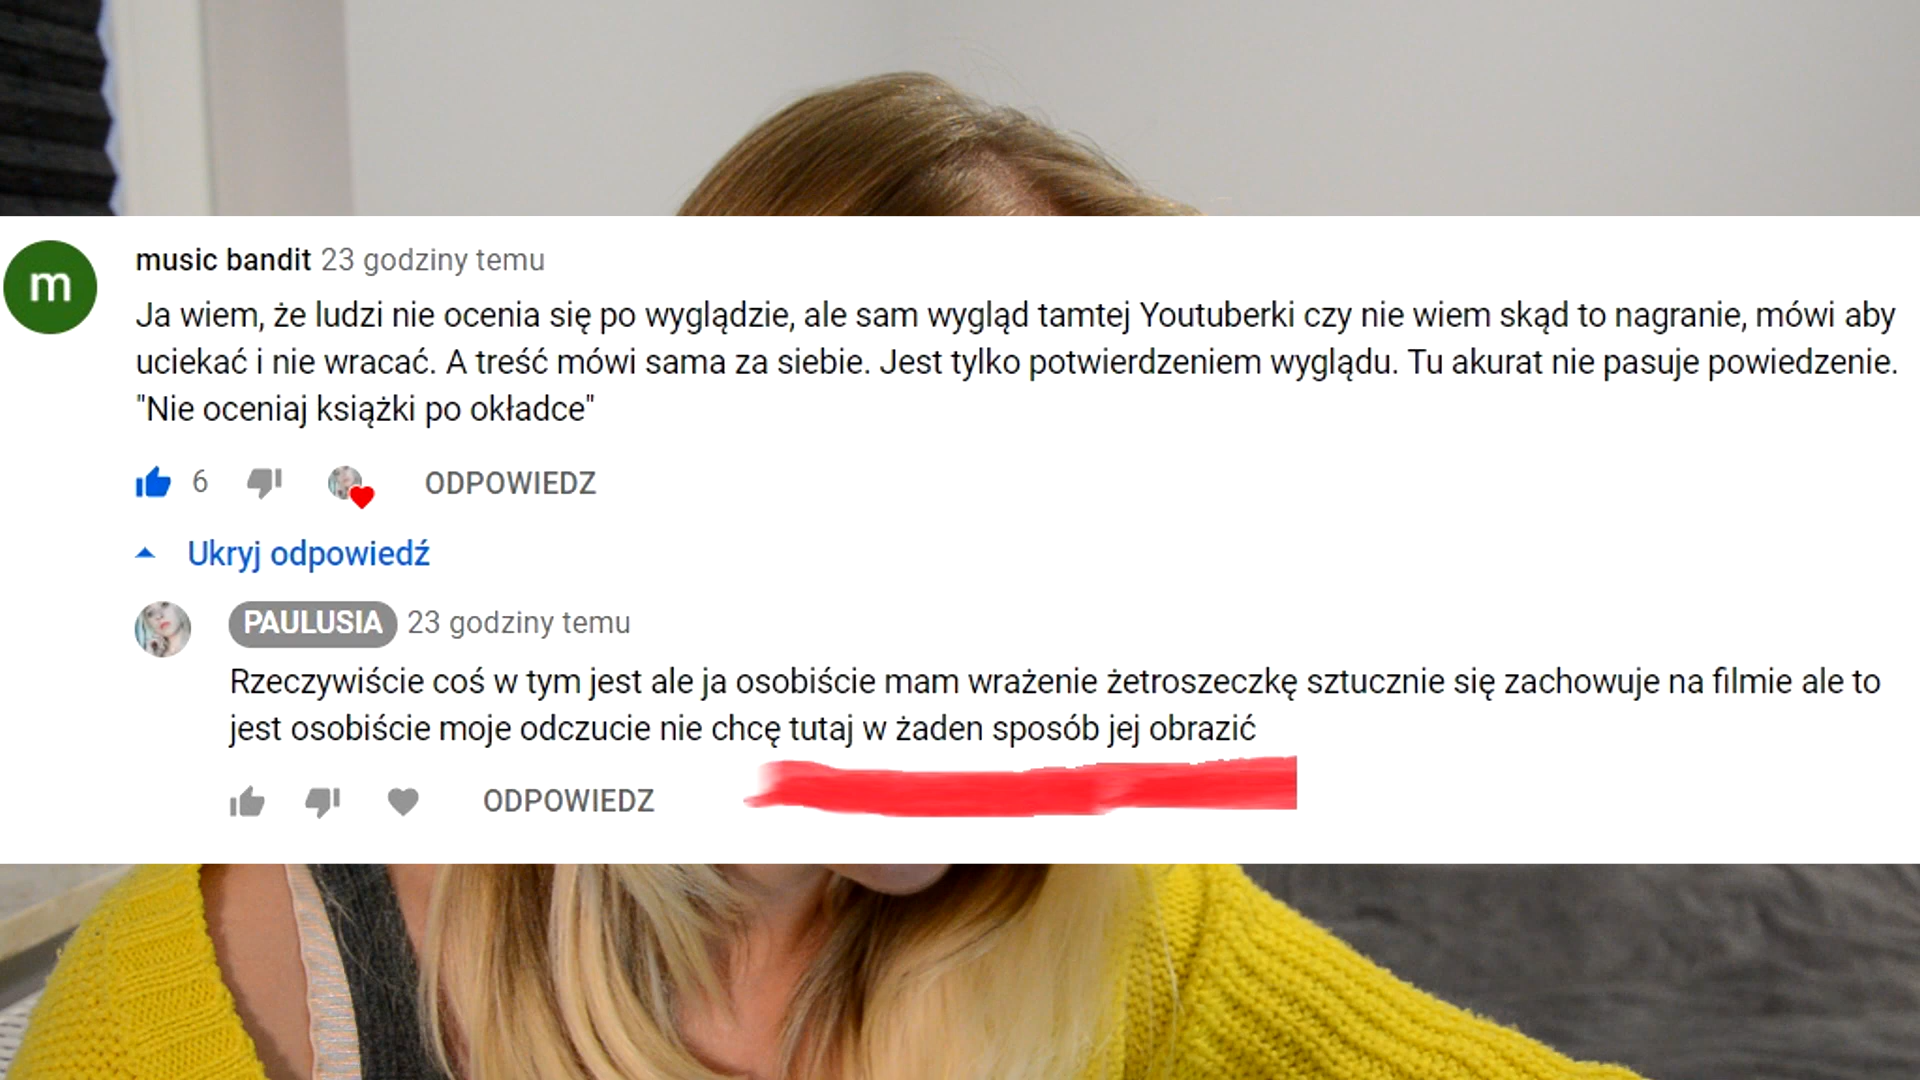 m
music bandit 23 godziny temu
Ja wiem, że ludzi nie ocenia się po wyglądzie, ale sam wygląd tamtej Youtuberki czy nie wiem skąd to nagranie, mówi aby
uciekać i nie wracać. A treść mówi sama za siebie. Jest tylko potwierdzeniem wyglądu. Tu akurat nie pasuje powiedzenie.
"Nie oceniaj książki po okładce"
6 ODPOWIEDZ
Ukryj odpowiedź
PAULUSIA 23 godziny temu
Rzeczywiście coś w tym jest ale ja osobiście mam wrażenie żetroszeczkę sztucznie się zachowuje na filmie ale to
jest osobiście moje odczucie nie chcę tutaj w żaden sposób jej obrazić
ODPOWIEDZ